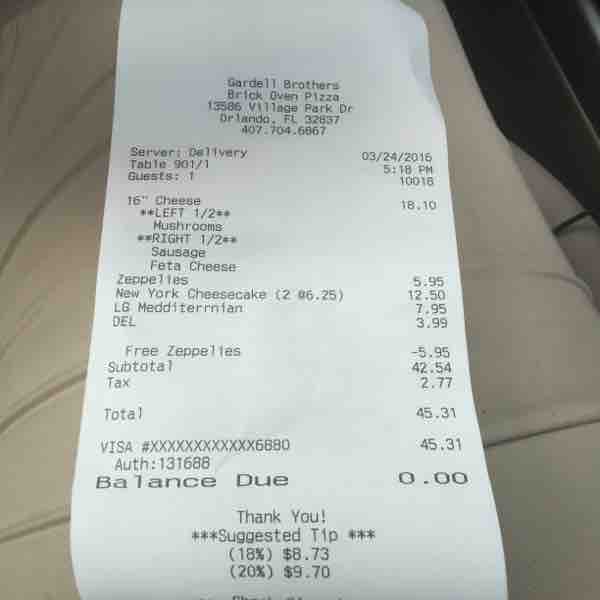 Gardell Brothers
Brick Oven Pizza
13586 Village Park Dr
Orlando, FL 32837
407.704.6867
Server: Delivery 03/24/2016
Table 901/1 5:18 PM
Guests: 1 10018
16" Cheese 18.10
**LEFT 1/2**
Mushrooms
**RIGHT 1/2**
Sausage
Feta Cheese
Zeppelies 5.95
New York Cheesecake (2 @6.25) 12.50
LG Medditerrnian 7.95
DEL 3.99
Free Zeppelies -5.95
Subtotal 42.54
Tax 2.77
Total 45.31
VISA #XXXXXXXXXXXX6880 45.31
Auth:131688
Balance Due 0.00
Thank You!
***Suggested Tip ***
(18%) $8.73
(20%) $9.70